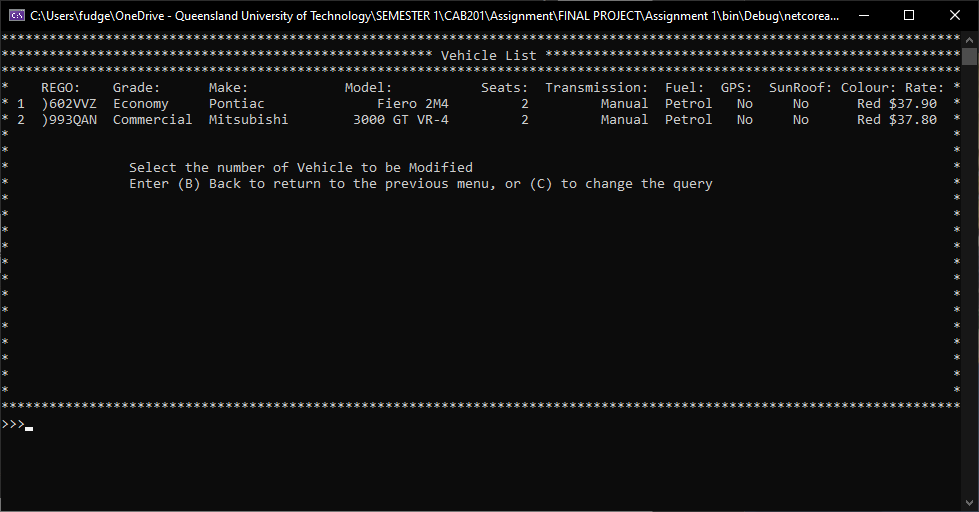 C:\Users\fudge\OneDrive - Queensland University of Technology\SEMESTER 1\CAB201\Assignment\FINAL PROJECT\Assignment 1\bin\Debug\netcorea...
************************************************************************************************************************
****************************************************** Vehicle List ****************************************************
************************************************************************************************************************
*    REGO:    Grade:      Make:            Model:           Seats:  Transmission:  Fuel:  GPS:  SunRoof: Colour: Rate: *
* 1  )602VVZ  Economy     Pontiac              Fiero 2M4         2         Manual  Petrol   No     No      Red $37.90  *
* 2  )993QAN  Commercial  Mitsubishi        3000 GT VR-4         2         Manual  Petrol   No     No      Red $37.80  *
*                                                                                                                      *
*                                                                                                                      *
*               Select the number of Vehicle to be Modified                                                            *
*               Enter (B) Back to return to the previous menu, or (C) to change the query                              *
*                                                                                                                      *
*                                                                                                                      *
*                                                                                                                      *
*                                                                                                                      *
*                                                                                                                      *
*                                                                                                                      *
*                                                                                                                      *
*                                                                                                                      *
*                                                                                                                      *
*                                                                                                                      *
*                                                                                                                      *
*                                                                                                                      *
*                                                                                                                      *
************************************************************************************************************************
>>>